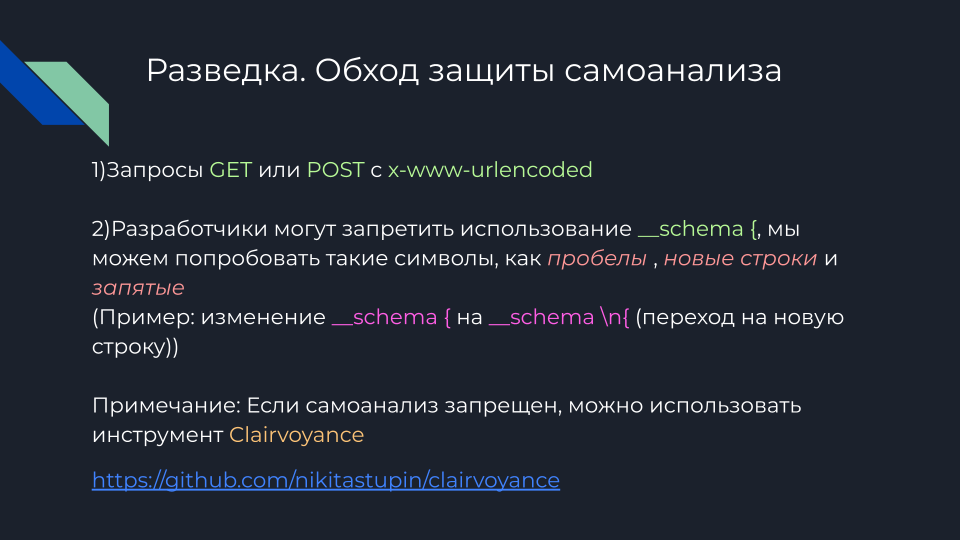 Разведка. Обход защиты самоанализа
1)Запросы GET или POST с x-www-urlencoded
2)Разработчики могут запретить использование __schema {, мы
можем попробовать такие символы, как пробелы , новые строки и
запятые
(Пример: изменение __schema { на __schema \n{ (переход на новую
строку))
Примечание: Если самоанализ запрещен, можно использовать
инструмент Clairvoyance
https://github.com/nikitastupin/clairvoyance